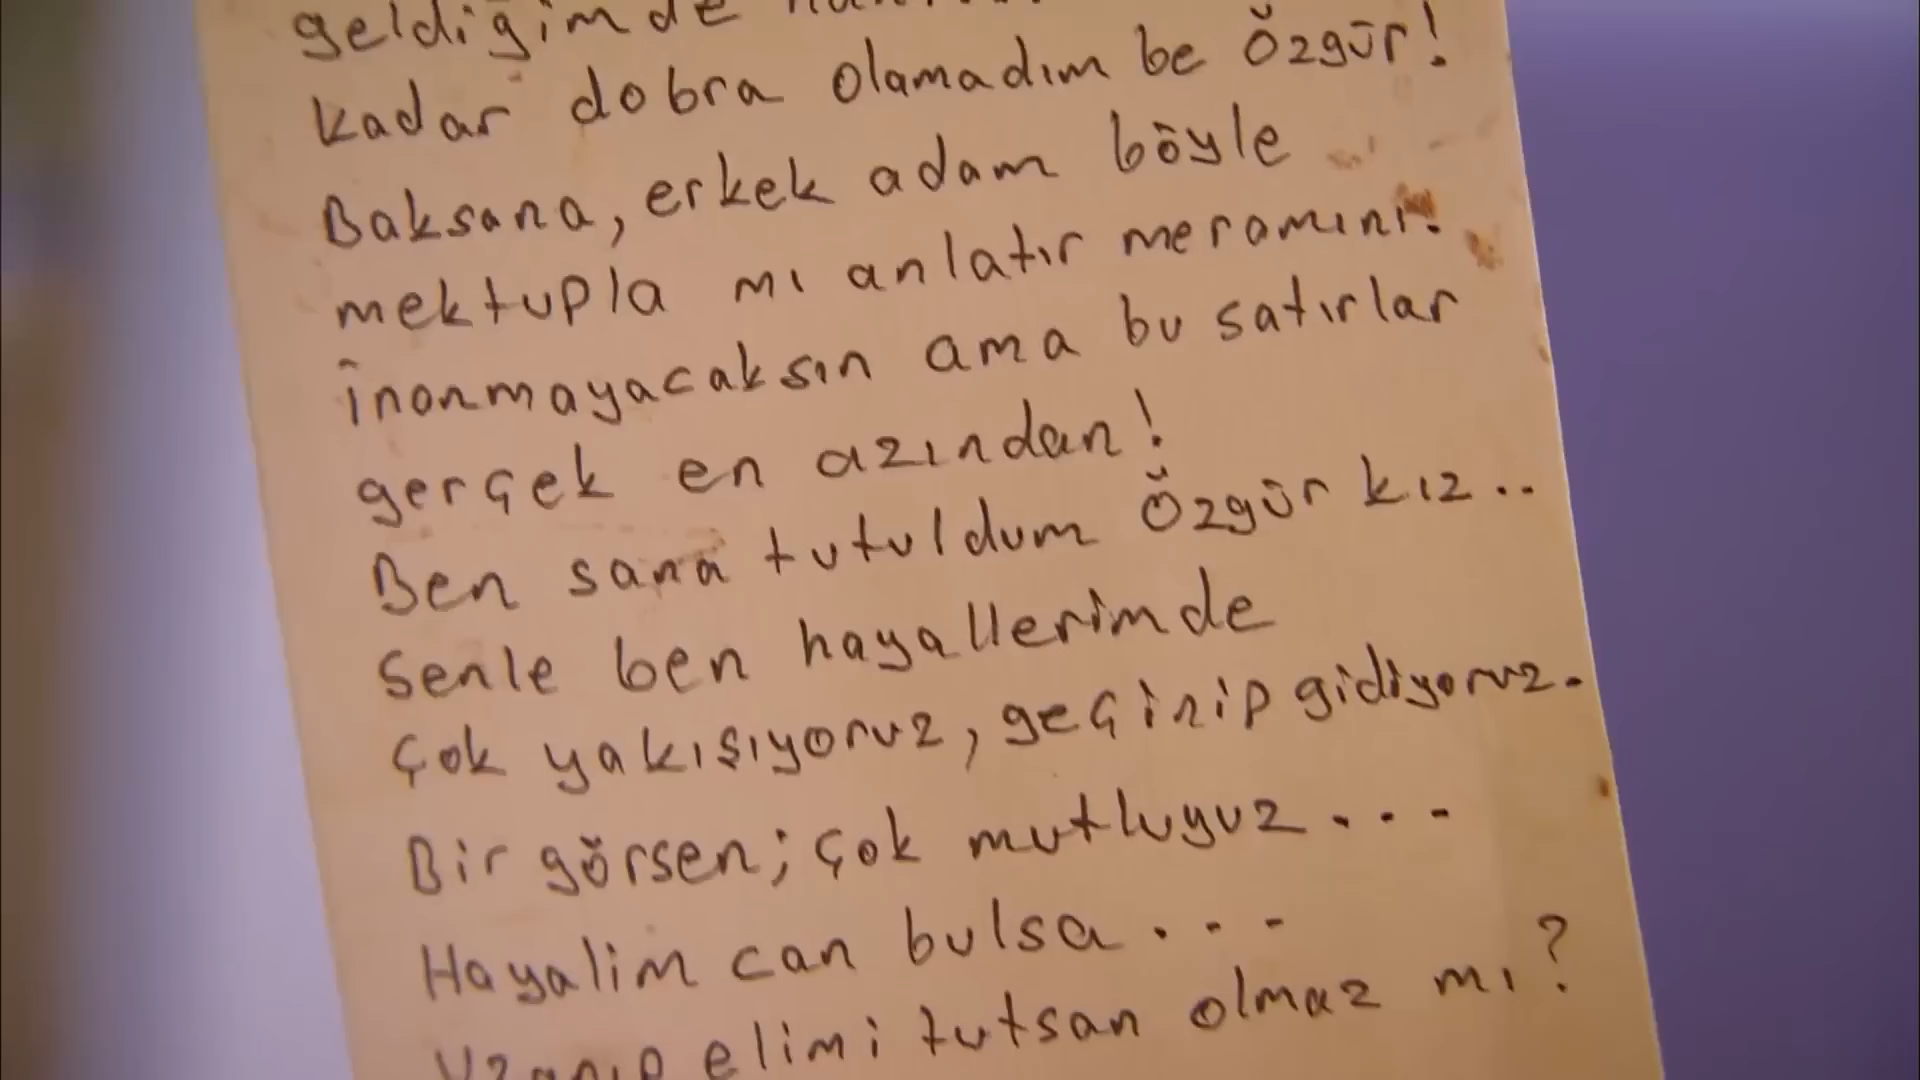 geldiğimde
kadar dobra olamadım be Özgür!
Baksana, erkek adam böyle
mektupla mı anlatır meramını?
İnanmayacaksın ama bu satırlar
gerçek en azından!
Ben sana tutuldum Özgür kız..
Senle ben hayallerimde
Çok yakışıyoruz, geçinip gidiyoruz.
Bir görsen; çok mutluyuz...
Hayalim can bulsa...
Uzanıp elimi tutsan olmaz mı?